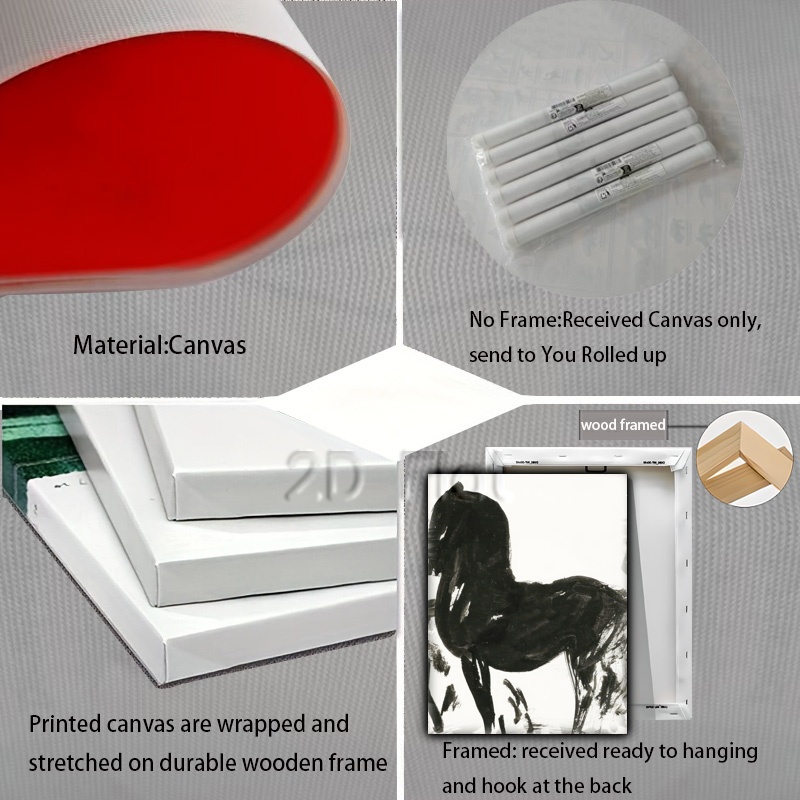 Material:Canvas
No Frame:Received Canvas only,
send to You Rolled up
2D
wood framed
Printed canvas are wrapped and
stretched on durable wooden frame
Framed: received ready to hanging
and hook at the back